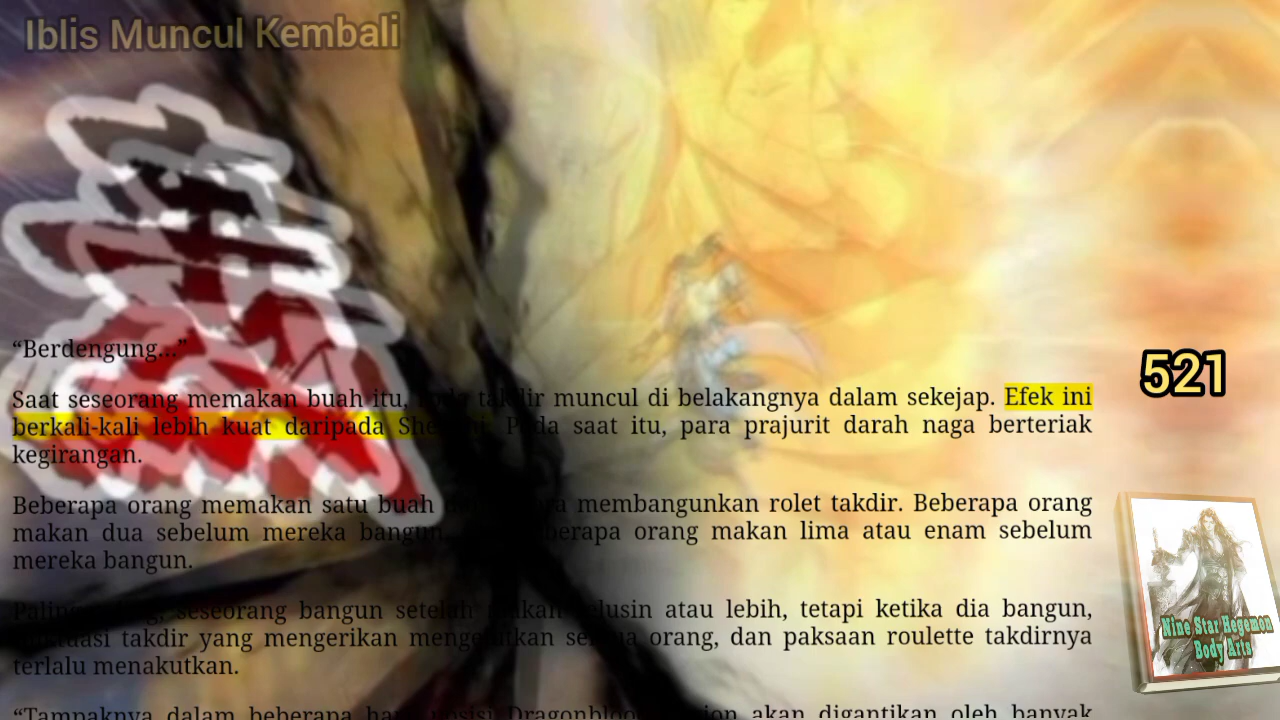 Iblis Muncul Kembali
“Berdengung...”
Saat seseorang memakan buah itu, takdir muncul di belakangnya dalam sekejap. Efek ini
berkali-kali lebih kuat daripada Pada saat itu, para prajurit darah naga berteriak
kegirangan.
521
Beberapa orang memakan satu buah membangunkan rolet takdir. Beberapa orang
makan dua sebelum mereka bangun, beberapa orang makan lima atau enam sebelum
mereka bangun.
seseorang bangun setelah makan selusin atau lebih, tetapi ketika dia bangun,
takdir yang mengerikan mengejutkan semua orang, dan paksaan roulette takdirnya
terlalu menakutkan.
Nine Star Hegemon
Body Arts
“Tampaknya dalam beberapa akan digantikan oleh banyak